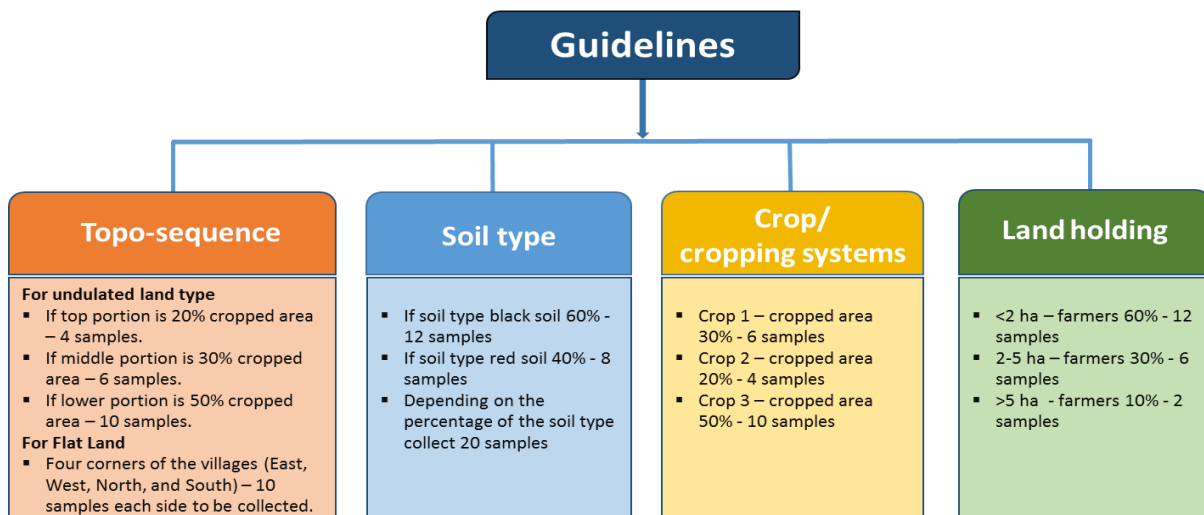 Guidelines
Topo-sequence
For undulated land type
▪ If top portion is 20% cropped area
– 4 samples.
▪ If middle portion is 30% cropped
area – 6 samples.
▪ If lower portion is 50% cropped
area – 10 samples.
For Flat Land
▪ Four corners of the villages (East,
West, North, and South) – 10
samples each side to be collected.
Soil type
▪ If soil type black soil 60% -
12 samples
▪ If soil type red soil 40% - 8
samples
▪ Depending on the
percentage of the soil type
collect 20 samples
Crop/
cropping systems
▪ Crop 1 – cropped area
30% - 6 samples
▪ Crop 2 – cropped area
20% - 4 samples
▪ Crop 3 – cropped area
50% - 10 samples
Land holding
▪ <2 ha – farmers 60% - 12
samples
▪ 2-5 ha – farmers 30% - 6
samples
▪ >5 ha - farmers 10% - 2
samples